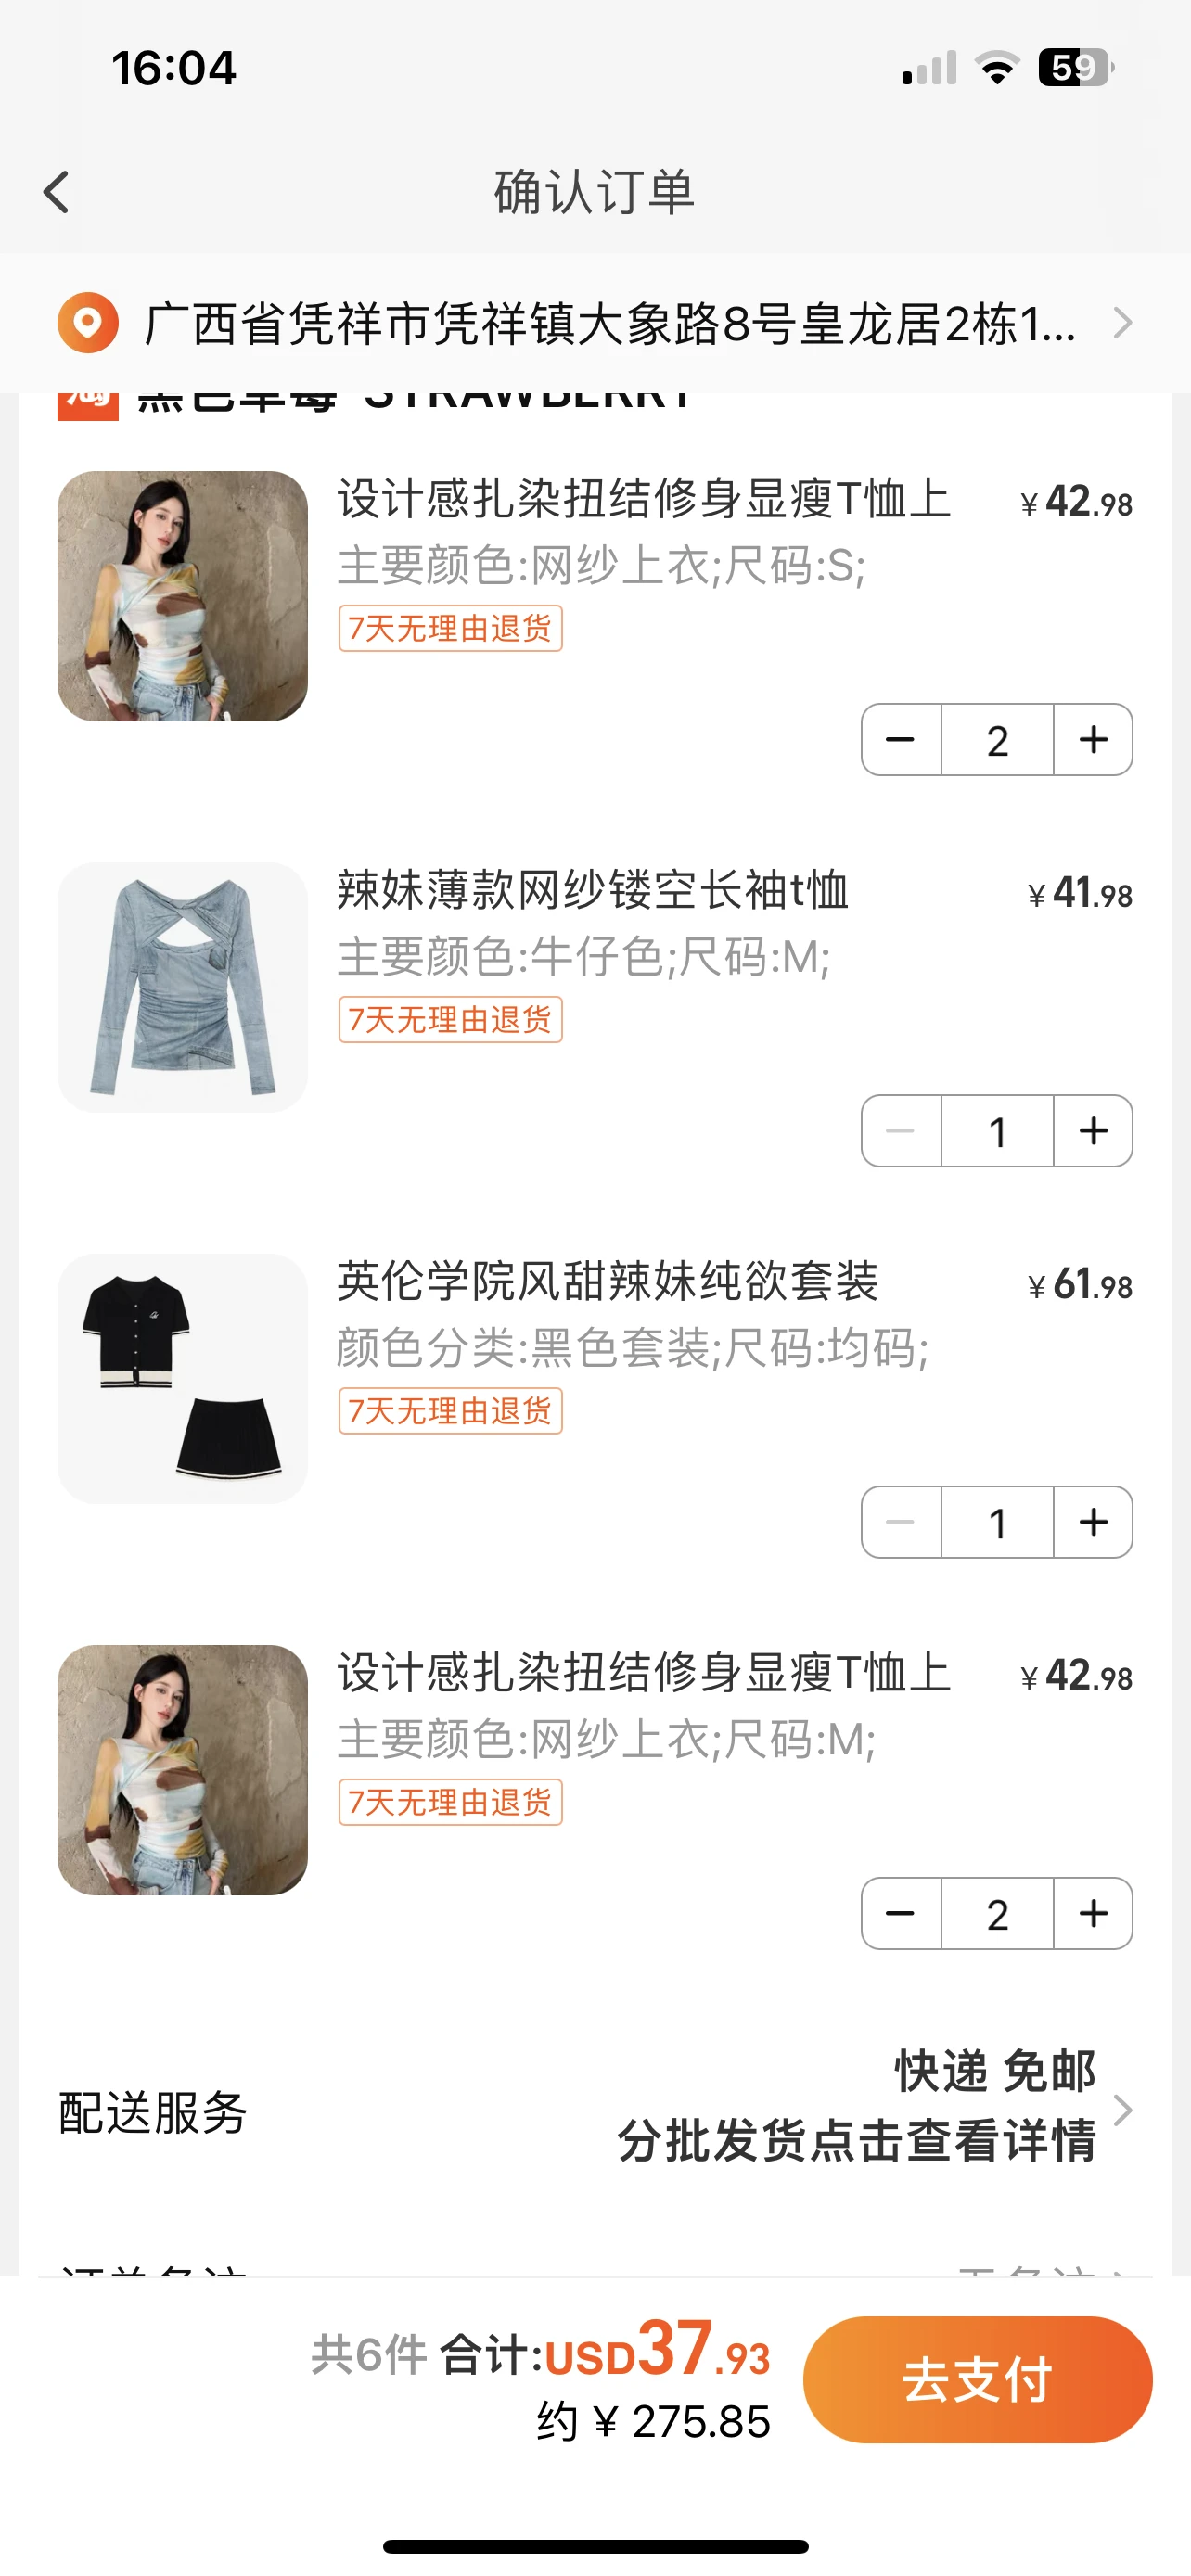 16:04
59
确认订单
广西省凭祥市凭祥镇大象路8号皇龙居2栋1...
黑色草莓 STRAWBERRY
设计感扎染扭结修身显瘦T恤上
¥42.98
主要颜色:网纱上衣;尺码:S;
7天无理由退货
2
辣妹薄款网纱镂空长袖t恤
¥41.98
主要颜色:牛仔色;尺码:M;
7天无理由退货
1
英伦学院风甜辣妹纯欲套装
¥61.98
颜色分类:黑色套装;尺码:均码;
7天无理由退货
1
设计感扎染扭结修身显瘦T恤上
¥42.98
主要颜色:网纱上衣;尺码:M;
7天无理由退货
2
快递 免邮
配送服务
分批发货点击查看详情
共6件 合计:USD37.93
约 ¥ 275.85
去支付